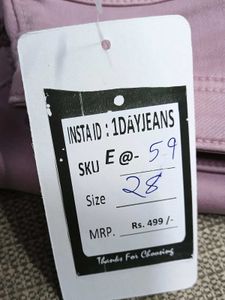 INSTA ID : 1DAYJEANS
SKU E @- 59
Size 28
MRP. Rs. 499 /-
Thanks For Choosing